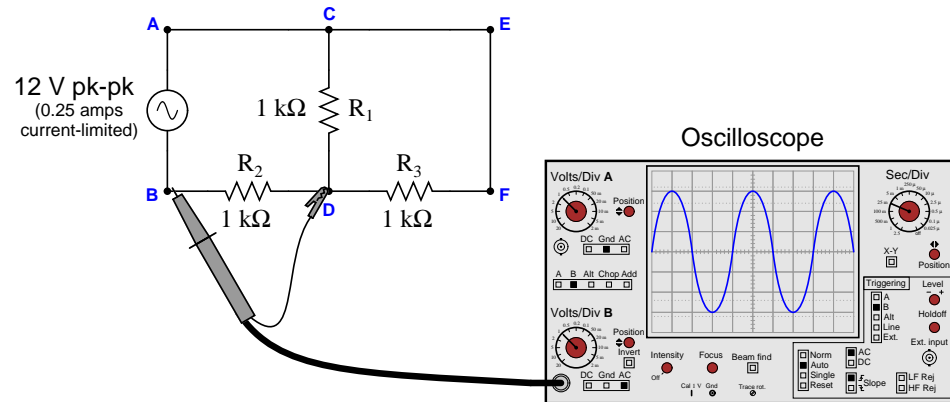 A
C
E
12 V pk-pk
(0.25 amps
current-limited)
1 kΩ
R1
R2
R3
B
D
F
1 kΩ
1 kΩ
Oscilloscope
Volts/Div A
Position
DC Gnd AC
A B Alt Chop Add
Volts/Div B
Position
Invert
DC Gnd AC
Intensity
Off
Focus
Beam find
Cal 1 V Gnd
Trace rot.
Sec/Div
off
X-Y
Position
Triggering
A
B
Alt
Line
Ext.
Level
- +
Holdoff
Ext. input
Norm
Auto
Single
Reset
AC
DC
Slope
LF Rej
HF Rej